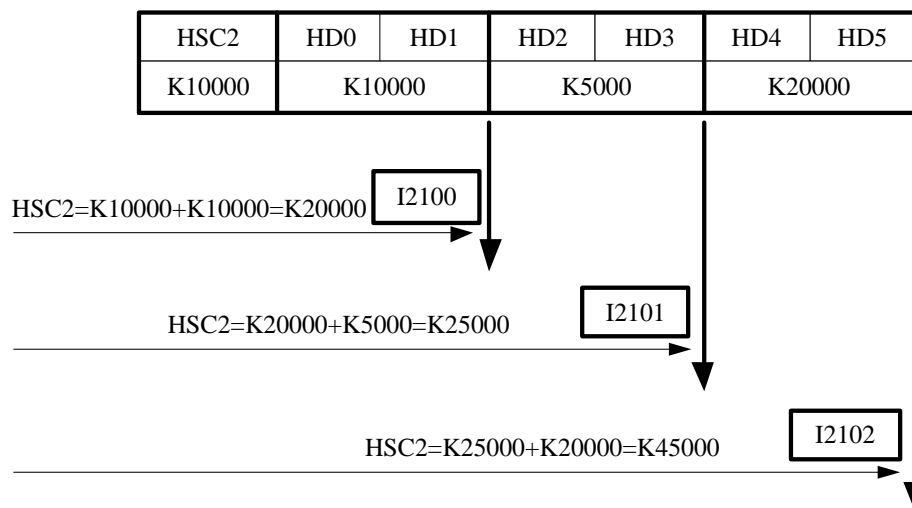 HSC2 HD0 HD1 HD2 HD3 HD4 HD5
K10000 K10000 K5000 K20000
I2100
HSC2=K10000+K10000=K20000
I2101
HSC2=K20000+K5000=K25000
I2102
HSC2=K25000+K20000=K45000